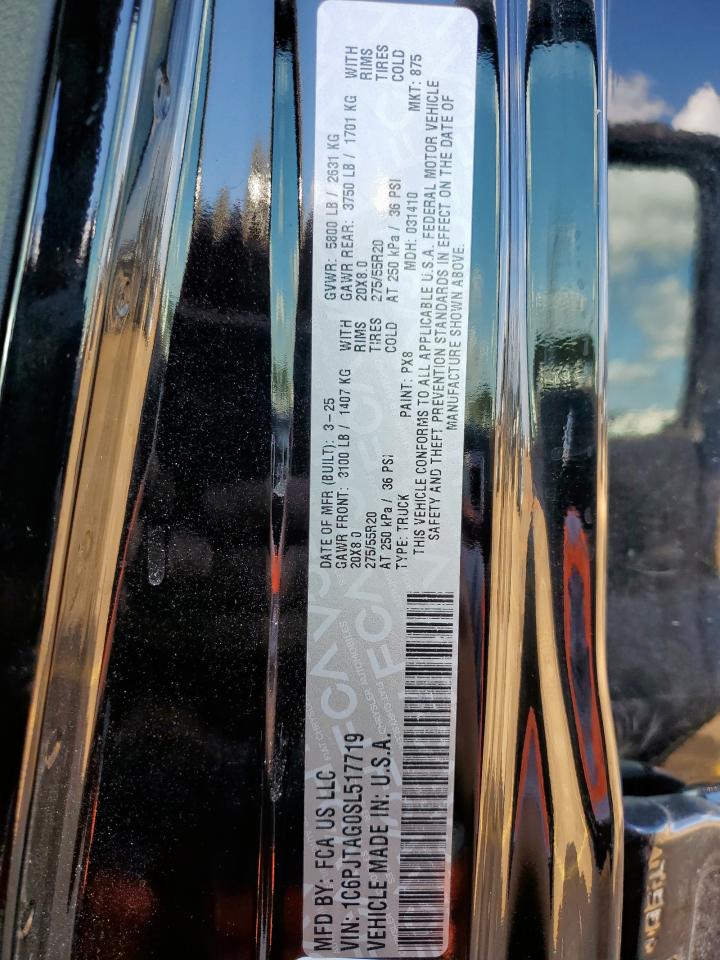 MFD BY: FCA US LLC
VIN: 1C6PJTAG0SL517719
VEHICLE MADE IN: U.S.A.
DATE OF MFR (BUILT): 3-25
GVWR: 5800 LB / 2631 KG
GAWR FRONT: 3100 LB / 1407 KG WITH
20X8.0 RIMS
275/55R20 TIRES
AT 250 kPa / 36 PSI COLD
GAWR REAR: 3750 LB / 1701 KG WITH
20X8.0 RIMS
275/55R20 TIRES
AT 250 kPa / 36 PSI COLD
TYPE: TRUCK PAINT: PX8 MDH: 031410 MKT: 875
THIS VEHICLE CONFORMS TO ALL APPLICABLE U.S.A. FEDERAL MOTOR VEHICLE
SAFETY AND THEFT PREVENTION STANDARDS IN EFFECT ON THE DATE OF
MANUFACTURE SHOWN ABOVE.